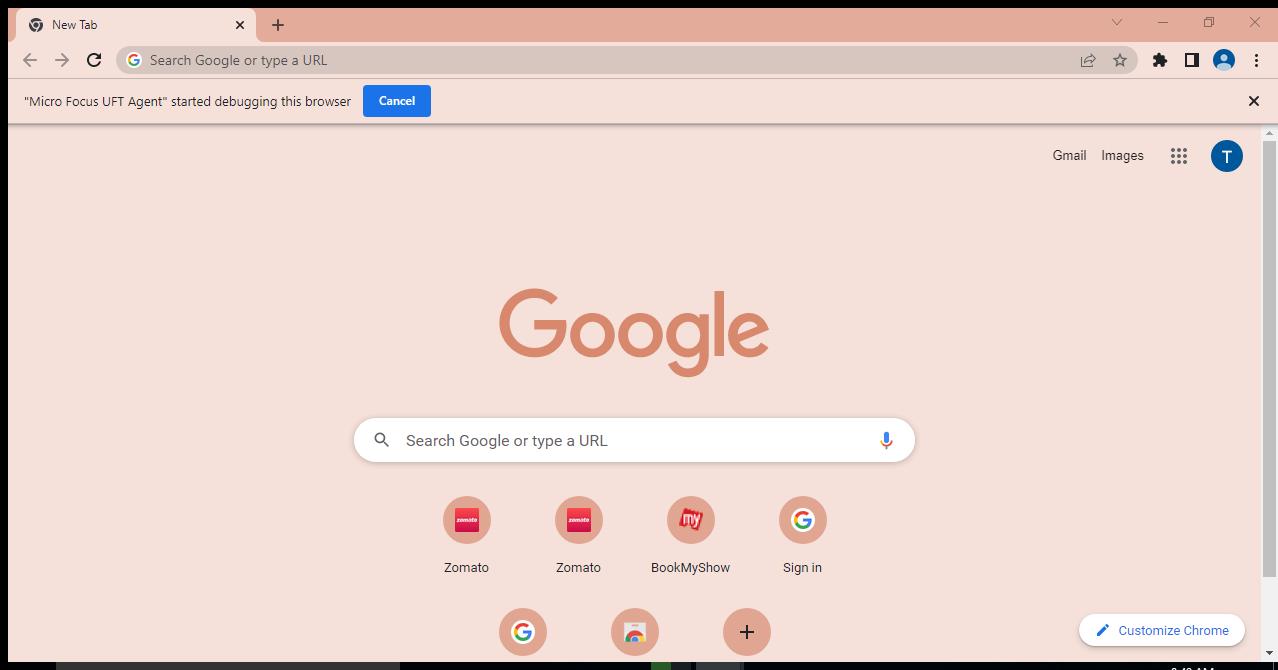 New Tab
Search Google or type a URL
"Micro Focus UFT Agent" started debugging this browser Cancel
Gmail Images T
Google
Search Google or type a URL
zomato zomato my
Zomato Zomato BookMyShow Sign in
Customize Chrome